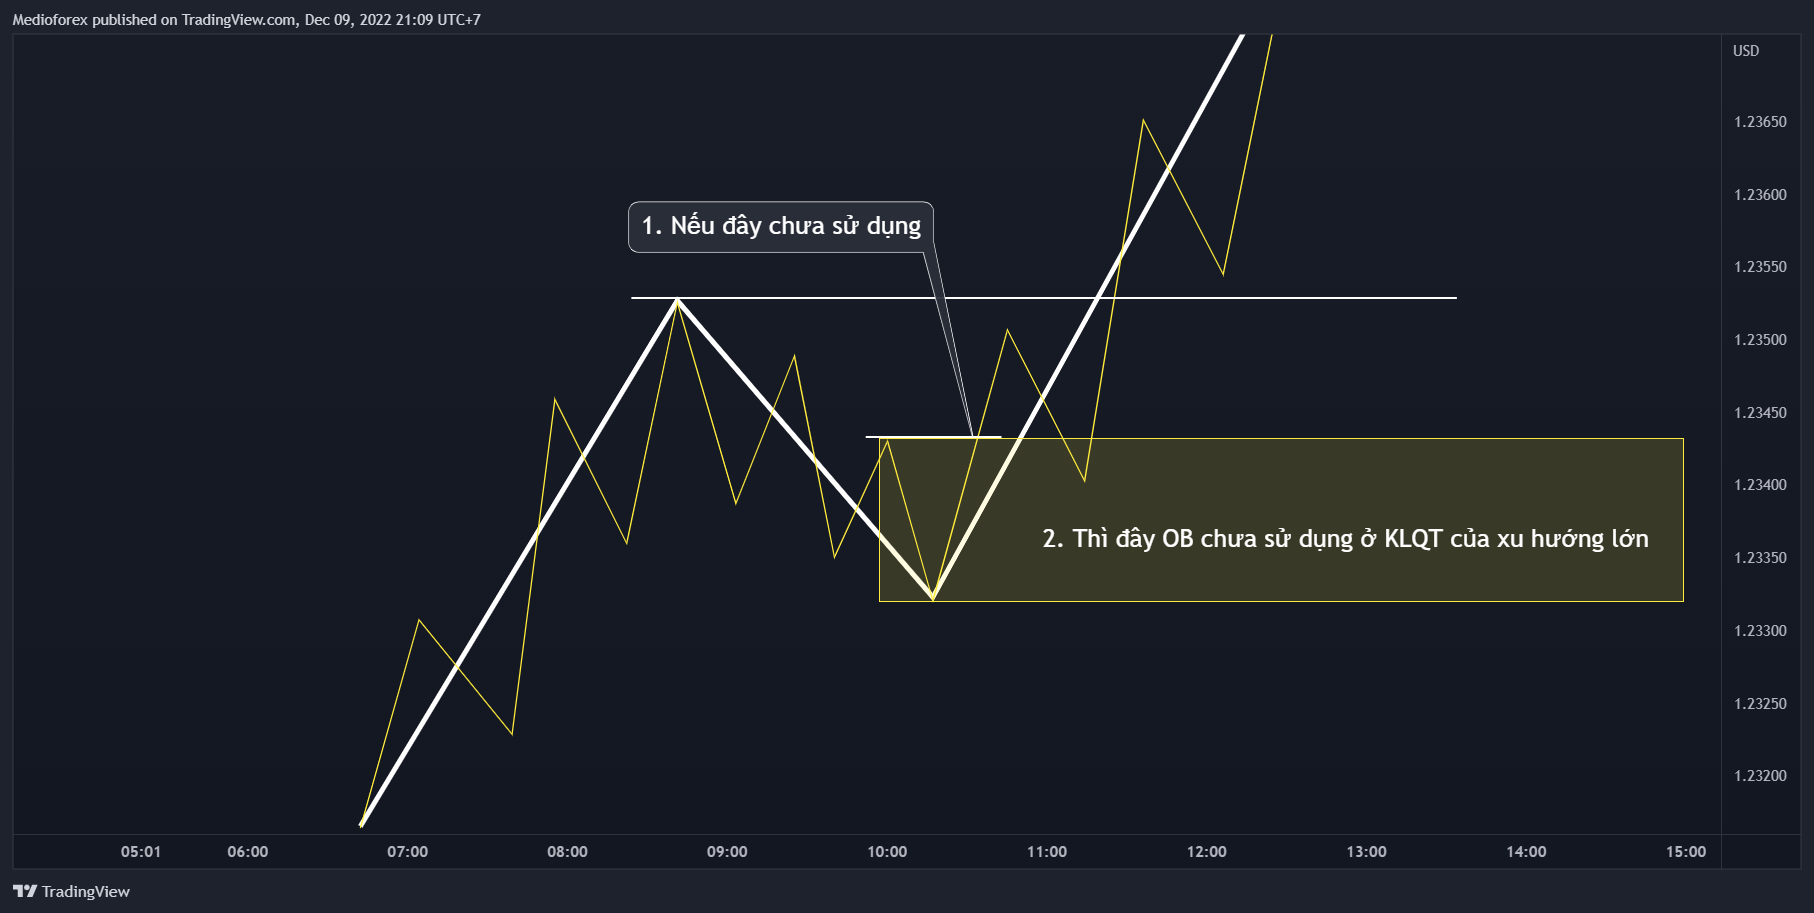 Medioforex published on TradingView.com, Dec 09, 2022 21:09 UTC+7
USD
1.23650
1.23600
1. Nếu đây chưa sử dụng
1.23550
1.23500
1.23450
1.23400
2. Thì đây OB chưa sử dụng ở KLQT của xu hướng lớn
1.23350
1.23300
1.23250
1.23200
05:01 06:00 07:00 08:00 09:00 10:00 11:00 12:00 13:00 14:00 15:00
TradingView